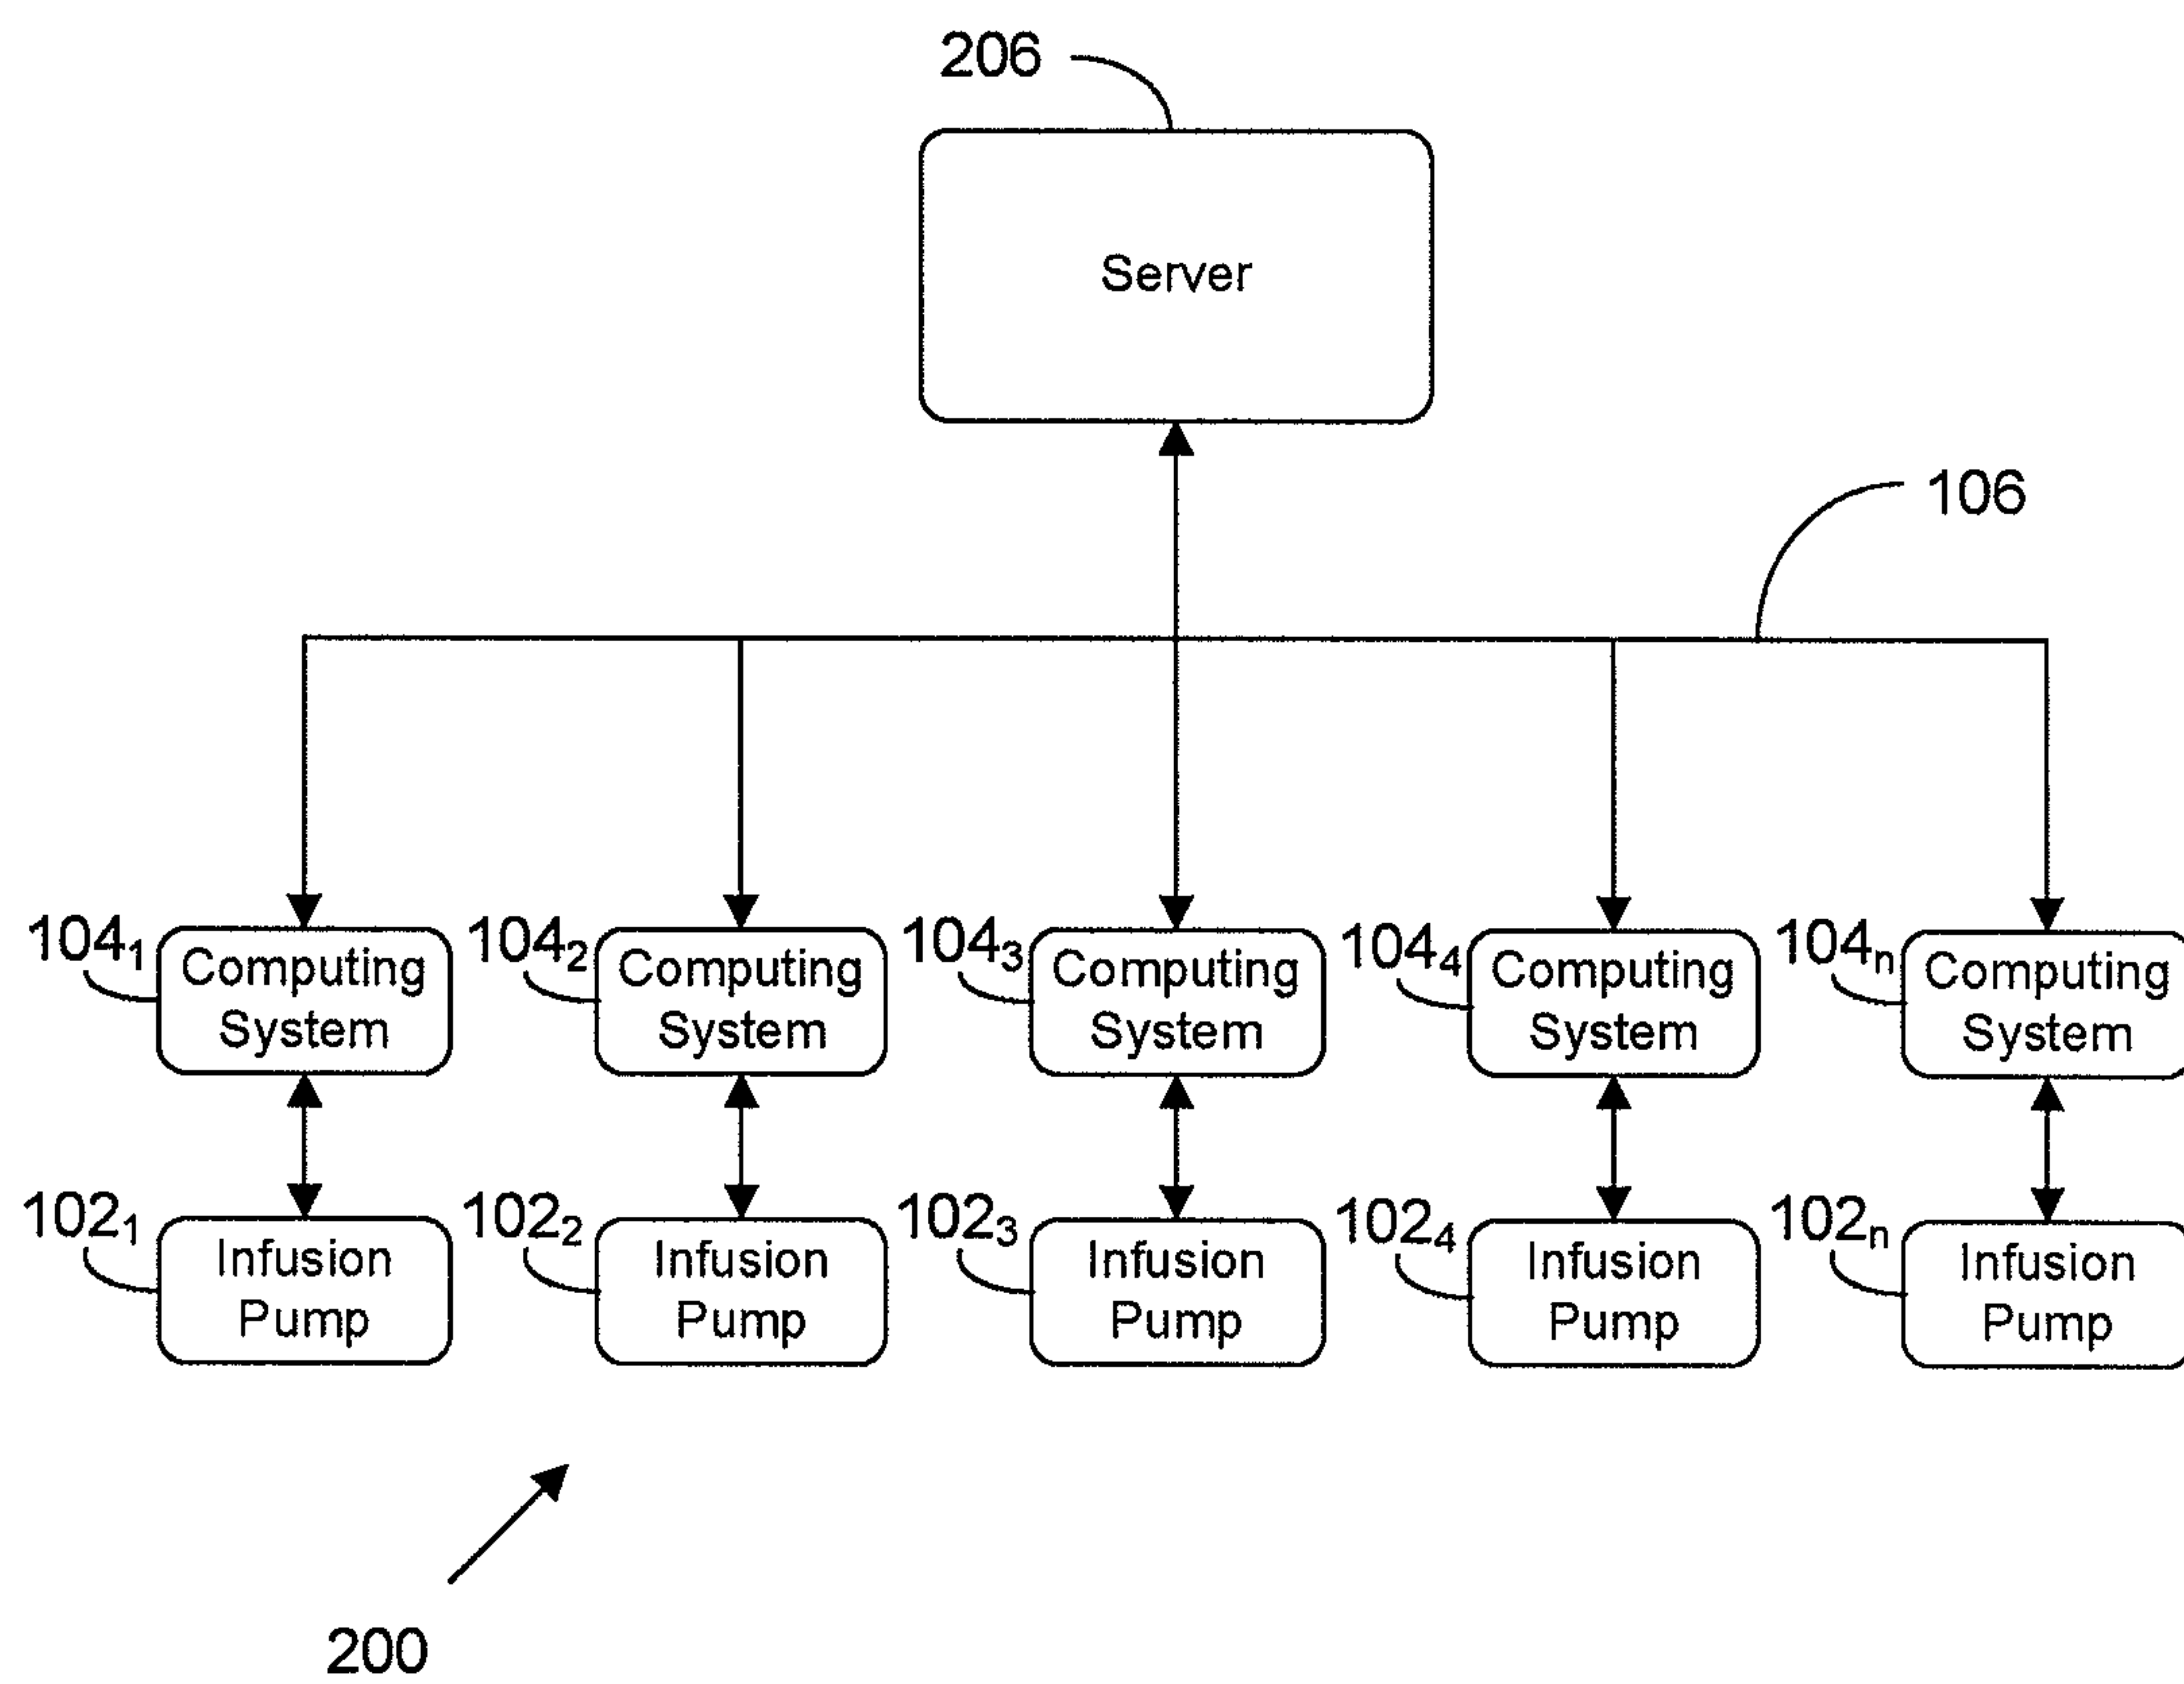 206
Server
106
104₁
Computing
System
104₂
Computing
System
104₃
Computing
System
104₄
Computing
System
104ₙ
Computing
System
102₁
Infusion
Pump
102₂
Infusion
Pump
102₃
Infusion
Pump
102₄
Infusion
Pump
102ₙ
Infusion
Pump
200